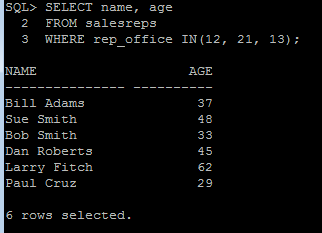 SQL> SELECT name, age
  2  FROM salesreps
  3  WHERE rep_office IN(12, 21, 13);
NAME                   AGE
--------------- ----------
Bill Adams              37
Sue Smith               48
Bob Smith               33
Dan Roberts             45
Larry Fitch             62
Paul Cruz               29
6 rows selected.